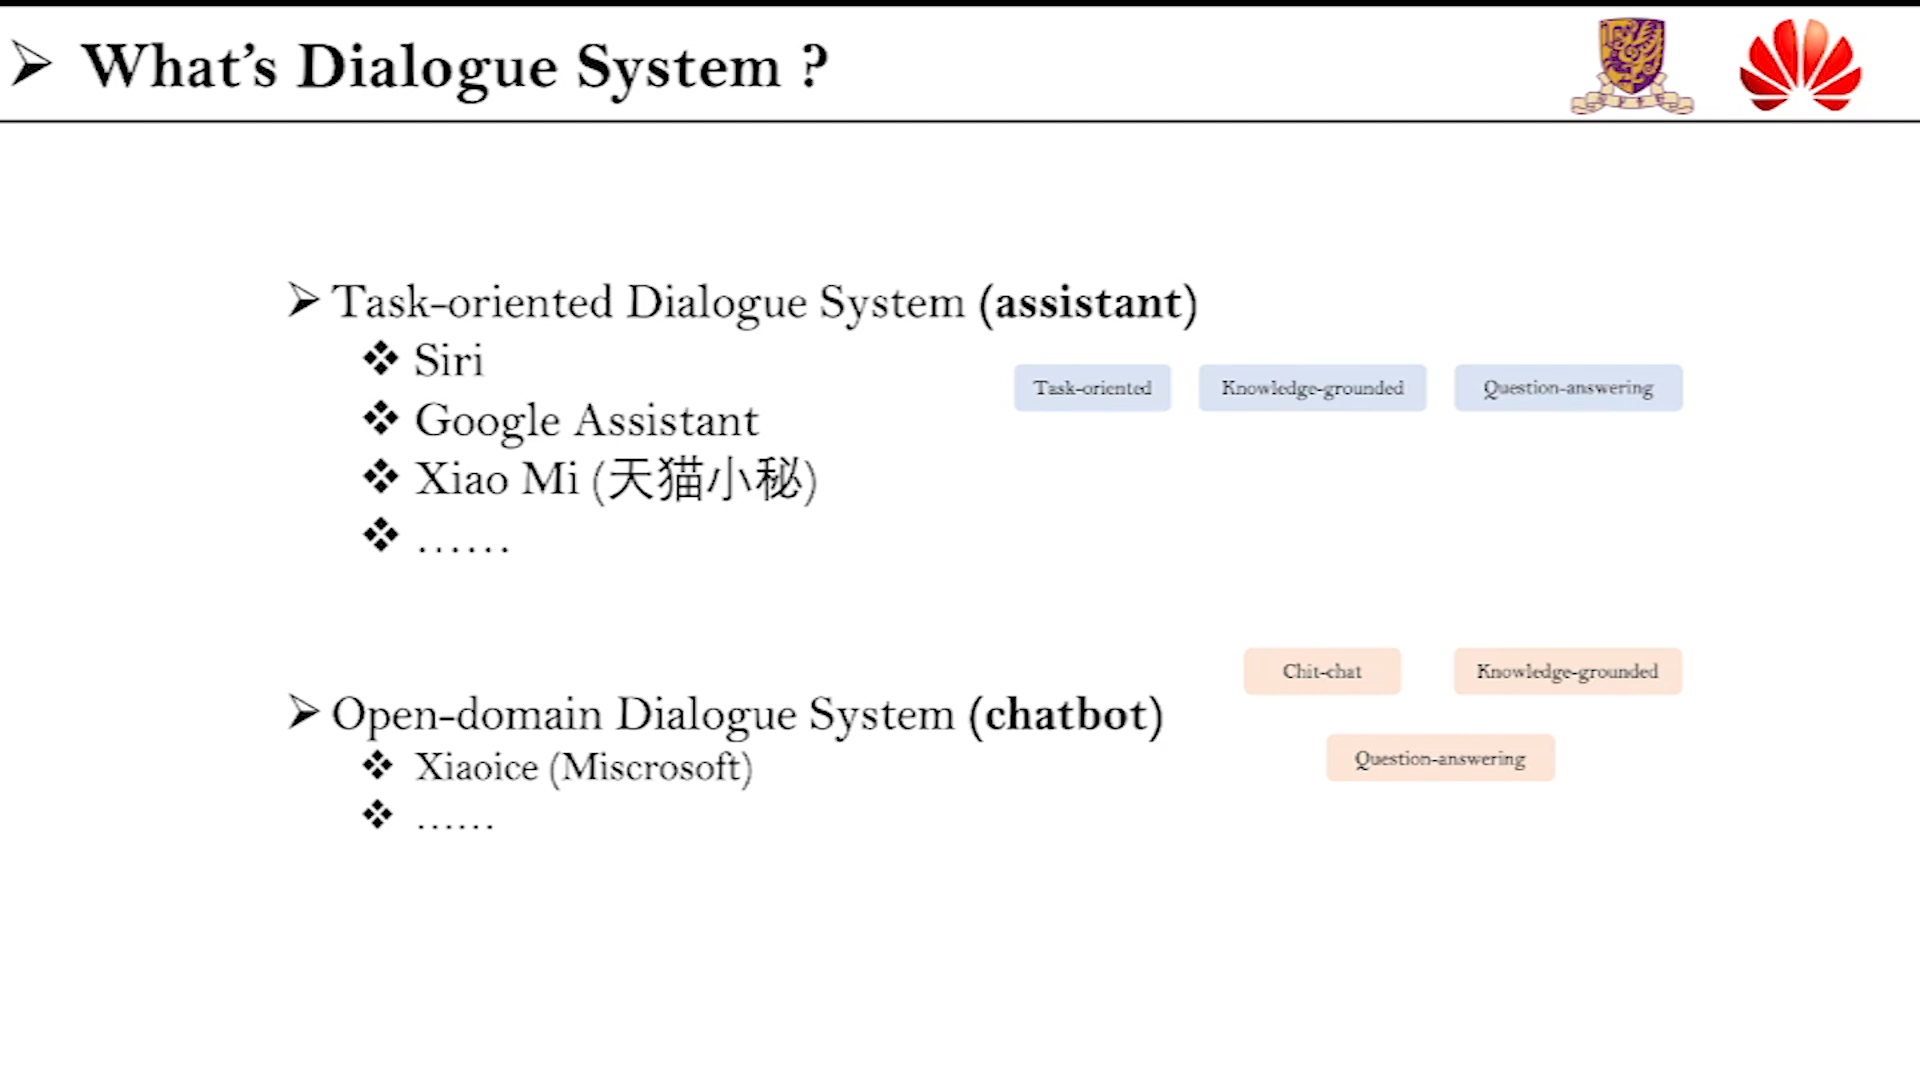 What's Dialogue System ?
Task-oriented Dialogue System (assistant)
Siri
Task-oriented
Knowledge-grounded
Question-answering
Google Assistant
Xiao Mi (天猫小秘)
......
Chit-chat
Knowledge-grounded
Open-domain Dialogue System (chatbot)
Question-answering
Xiaoice (Miscrosoft)
......